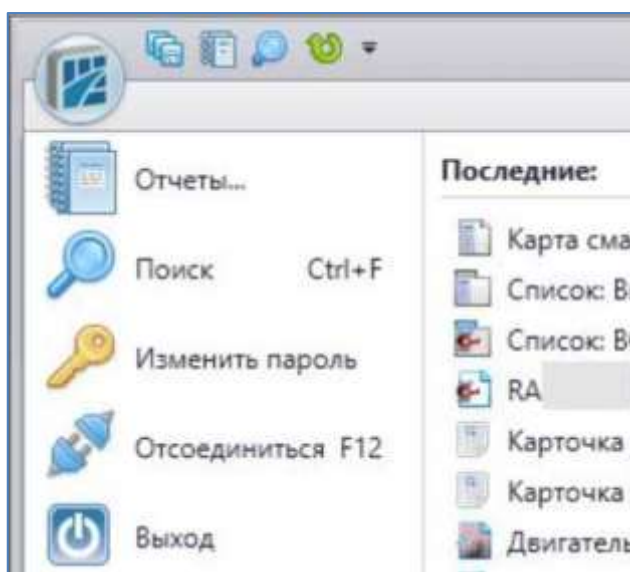 Отчеты...
Поиск Ctrl+F
Изменить пароль
Отсоединиться F12
Выход
Последние:
Карта сма
Список: В
Список: В
RA
Карточка
Карточка
Двигатель